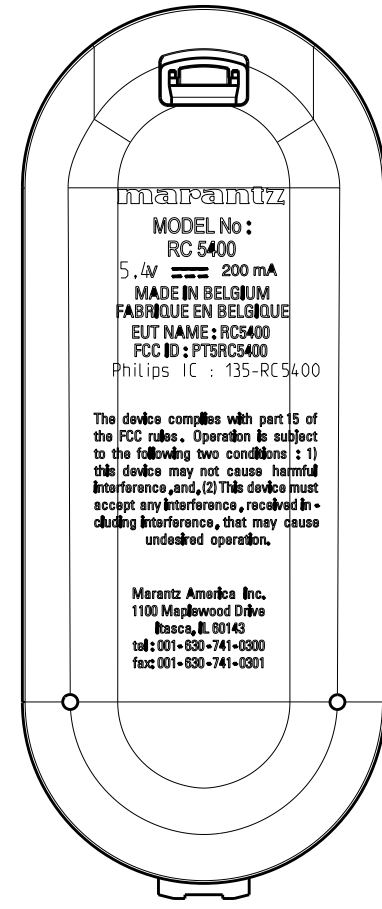 marantz
MODEL No :
RC 5400
5,4V 200 mA
MADE IN BELGIUM
FABRIQUE EN BELGIQUE
EUT NAME : RC5400
FCC ID : PT5RC5400
Philips IC : 135-RC5400
The device complies with part 15 of
the FCC rules. Operation is subject
to the following two conditions : 1)
this device may not cause harmful
interference, and, (2) This device must
accept any interference, received in-
cluding interference, that may cause
undesired operation.
Marantz America Inc.
1100 Maplewood Drive
Itasca, IL 60143
tel: 001-630-741-0300
fax: 001-630-741-0301